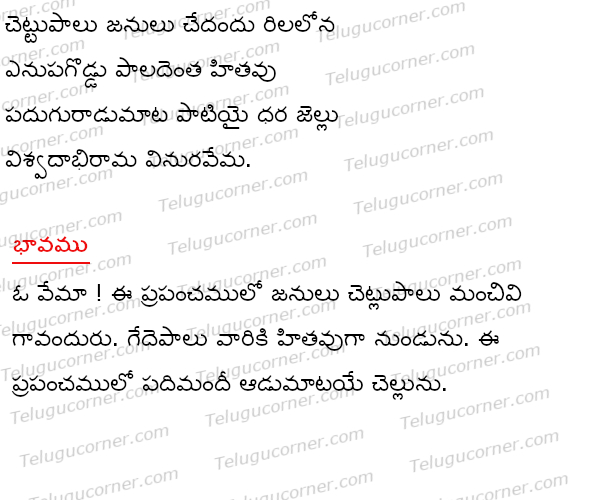 చెట్టుపాలు జనులు చేదందు రిలలోన
ఎనుపగొడ్డు పాలదెంత హితవు
పదుగురాడుమాట పాటియై ధర జెల్లు
విశ్వదాభిరామ వినురవేమ.
భావము
ఓ వేమా ! ఈ ప్రపంచములో జనులు చెట్లుపాలు మంచివి
గావందురు. గేదెపాలు వారికి హితవుగా నుండును. ఈ
ప్రపంచములో పదిమందీ ఆడుమాటయే చెల్లును.
Telugucorner.com